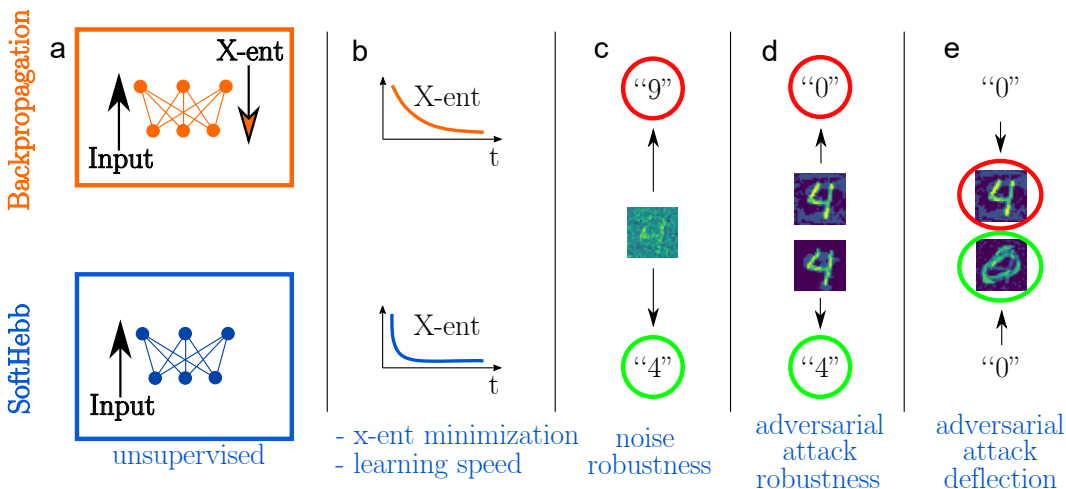 Backpropagation
a
X-ent
Input
b
X-ent
t
c
“9”
d
“0”
e
“0”
SoftHebb
Input
unsupervised
X-ent
t
- x-ent minimization
- learning speed
“4”
noise
robustness
“4”
adversarial
attack
robustness
“0”
adversarial
attack
deflection